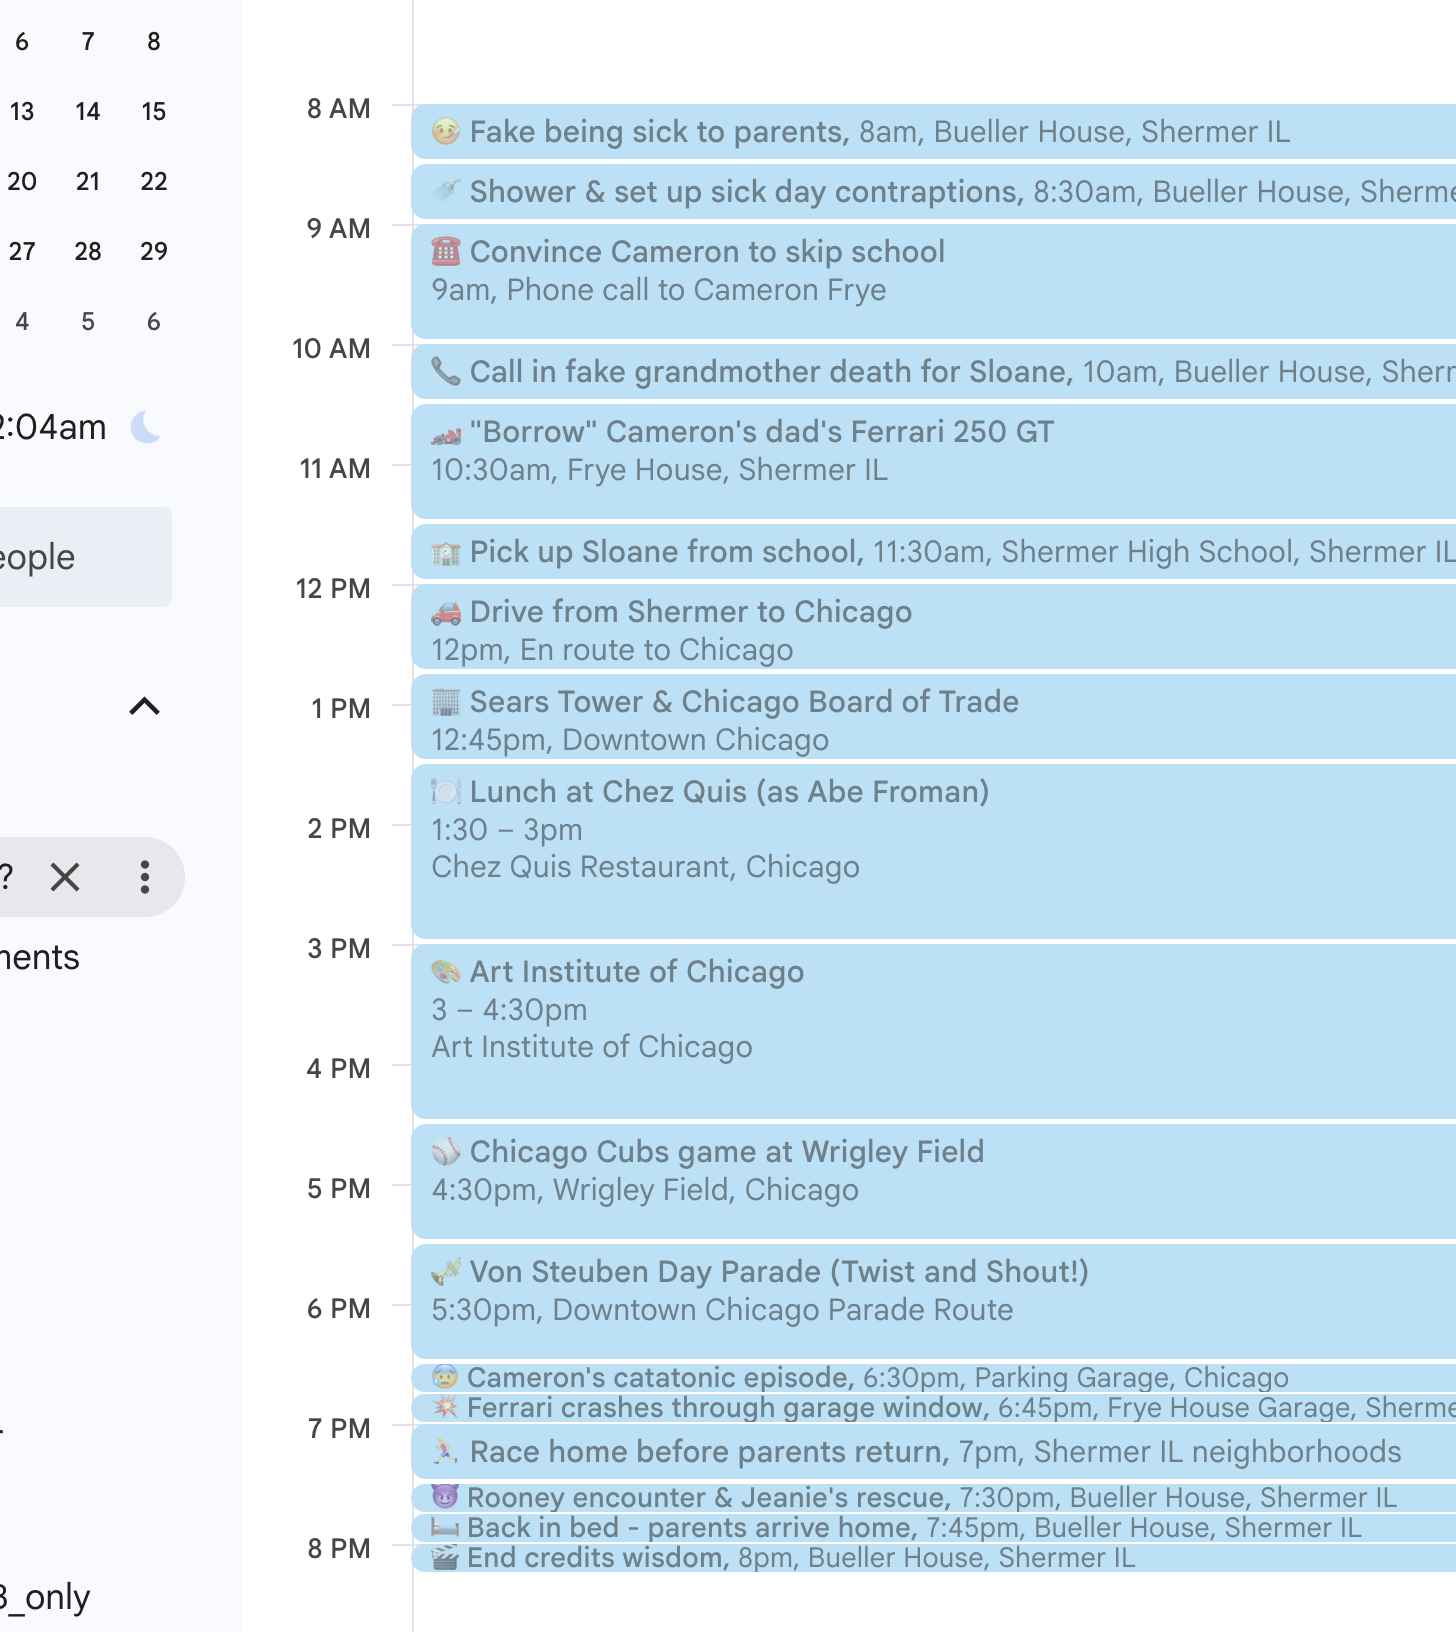 6 7 8
13 14 15
20 21 22
27 28 29
4 5 6
2:04am
eople
?
ments
3_only
8 AM
9 AM
10 AM
11 AM
12 PM
1 PM
2 PM
3 PM
4 PM
5 PM
6 PM
7 PM
8 PM
Fake being sick to parents, 8am, Bueller House, Shermer IL
Shower & set up sick day contraptions, 8:30am, Bueller House, Sherme
Convince Cameron to skip school
9am, Phone call to Cameron Frye
Call in fake grandmother death for Sloane, 10am, Bueller House, Sherm
"Borrow" Cameron's dad's Ferrari 250 GT
10:30am, Frye House, Shermer IL
Pick up Sloane from school, 11:30am, Shermer High School, Shermer IL
Drive from Shermer to Chicago
12pm, En route to Chicago
Sears Tower & Chicago Board of Trade
12:45pm, Downtown Chicago
Lunch at Chez Quis (as Abe Froman)
1:30 – 3pm
Chez Quis Restaurant, Chicago
Art Institute of Chicago
3 – 4:30pm
Art Institute of Chicago
Chicago Cubs game at Wrigley Field
4:30pm, Wrigley Field, Chicago
Von Steuben Day Parade (Twist and Shout!)
5:30pm, Downtown Chicago Parade Route
Cameron's catatonic episode, 6:30pm, Parking Garage, Chicago
Ferrari crashes through garage window, 6:45pm, Frye House Garage, Sherme
Race home before parents return, 7pm, Shermer IL neighborhoods
Rooney encounter & Jeanie's rescue, 7:30pm, Bueller House, Shermer IL
Back in bed - parents arrive home, 7:45pm, Bueller House, Shermer IL
End credits wisdom, 8pm, Bueller House, Shermer IL